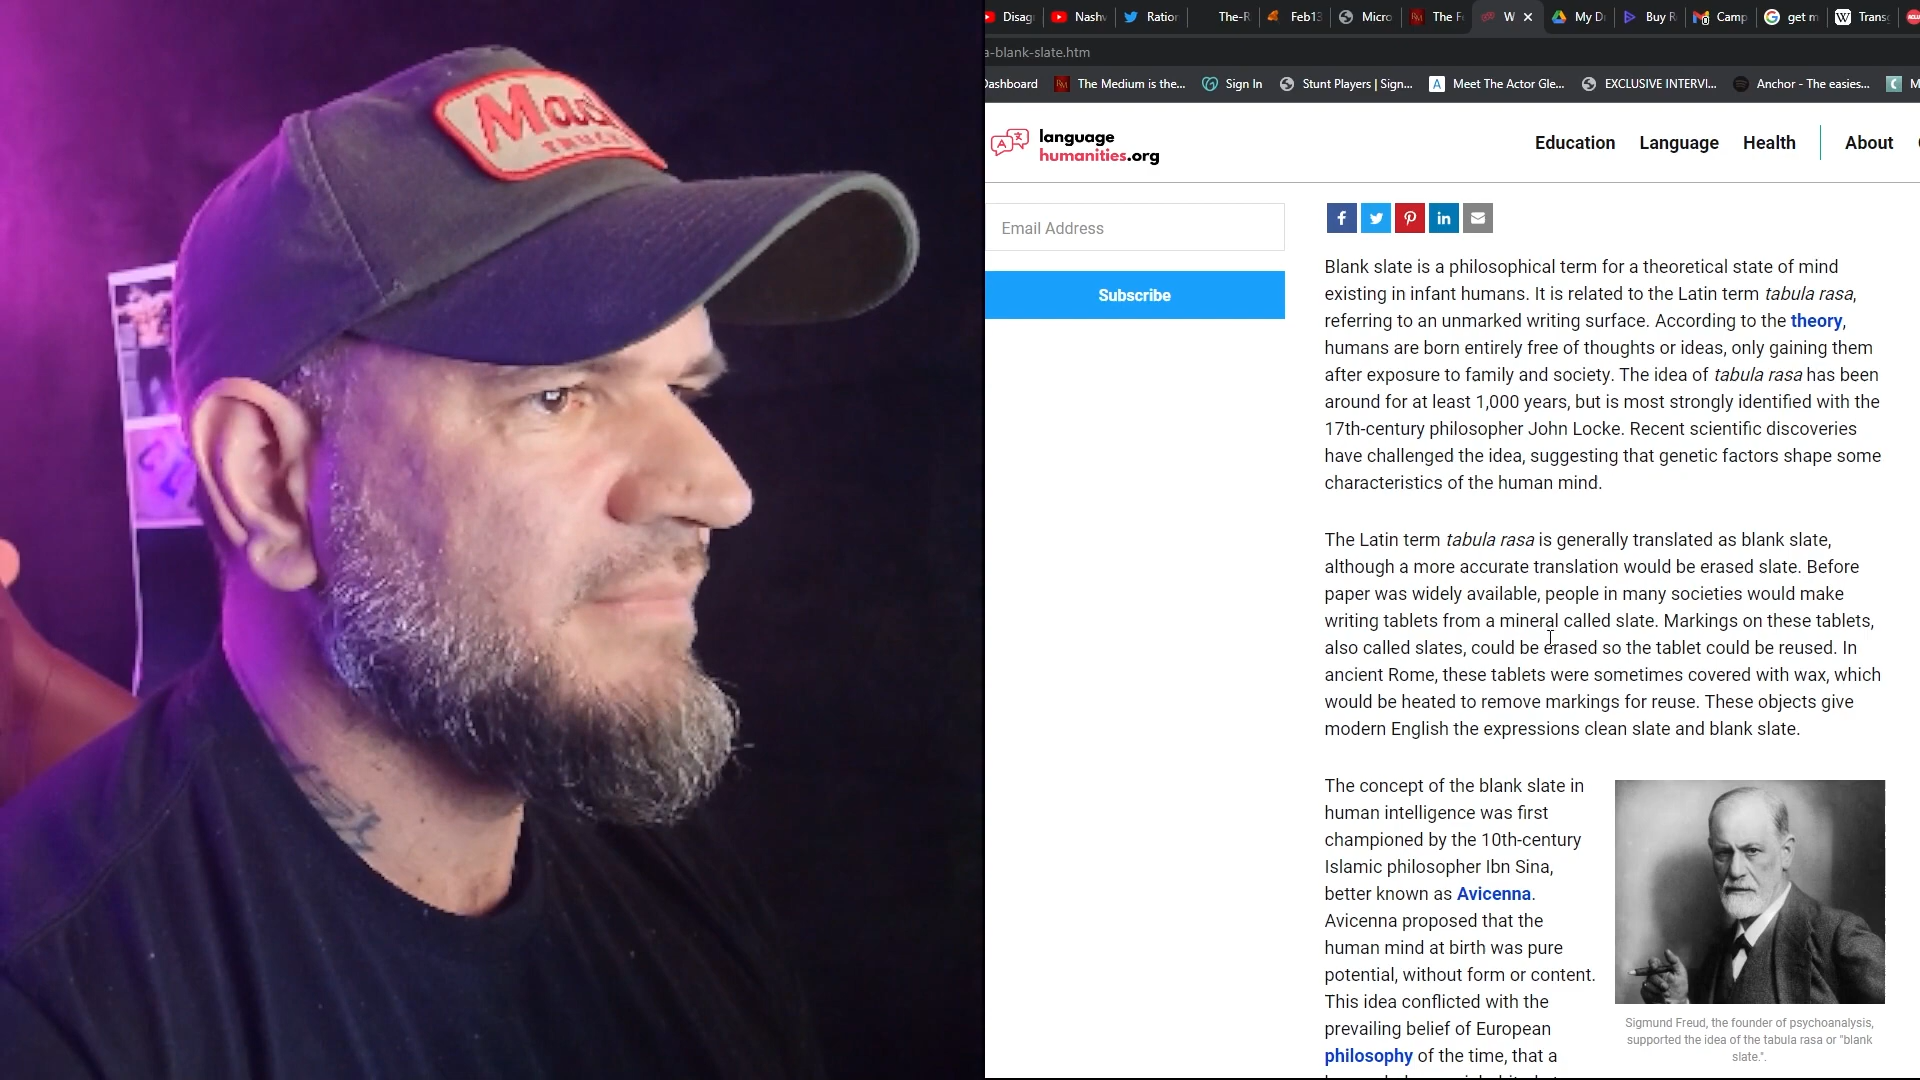 Mack
TRUCKS
Disag
Nashv
Ration
The-R
Feb13
Micro
The F
W
My D
Buy R
Camp
get m
Trans
a-blank-slate.htm
Dashboard
The Medium is the...
Sign In
Stunt Players | Sign...
Meet The Actor Gle...
EXCLUSIVE INTERVI...
Anchor - The easies...
language
humanities.org
Education
Language
Health
About
Email Address
Subscribe
Blank slate is a philosophical term for a theoretical state of mind
existing in infant humans. It is related to the Latin term tabula rasa,
referring to an unmarked writing surface. According to the theory,
humans are born entirely free of thoughts or ideas, only gaining them
after exposure to family and society. The idea of tabula rasa has been
around for at least 1,000 years, but is most strongly identified with the
17th-century philosopher John Locke. Recent scientific discoveries
have challenged the idea, suggesting that genetic factors shape some
characteristics of the human mind.
The Latin term tabula rasa is generally translated as blank slate,
although a more accurate translation would be erased slate. Before
paper was widely available, people in many societies would make
writing tablets from a mineral called slate. Markings on these tablets,
also called slates, could be erased so the tablet could be reused. In
ancient Rome, these tablets were sometimes covered with wax, which
would be heated to remove markings for reuse. These objects give
modern English the expressions clean slate and blank slate.
The concept of the blank slate in
human intelligence was first
championed by the 10th-century
Islamic philosopher Ibn Sina,
better known as Avicenna.
Avicenna proposed that the
human mind at birth was pure
potential, without form or content.
This idea conflicted with the
prevailing belief of European
philosophy of the time, that a
Sigmund Freud, the founder of psychoanalysis,
supported the idea of the tabula rasa or "blank
slate.".